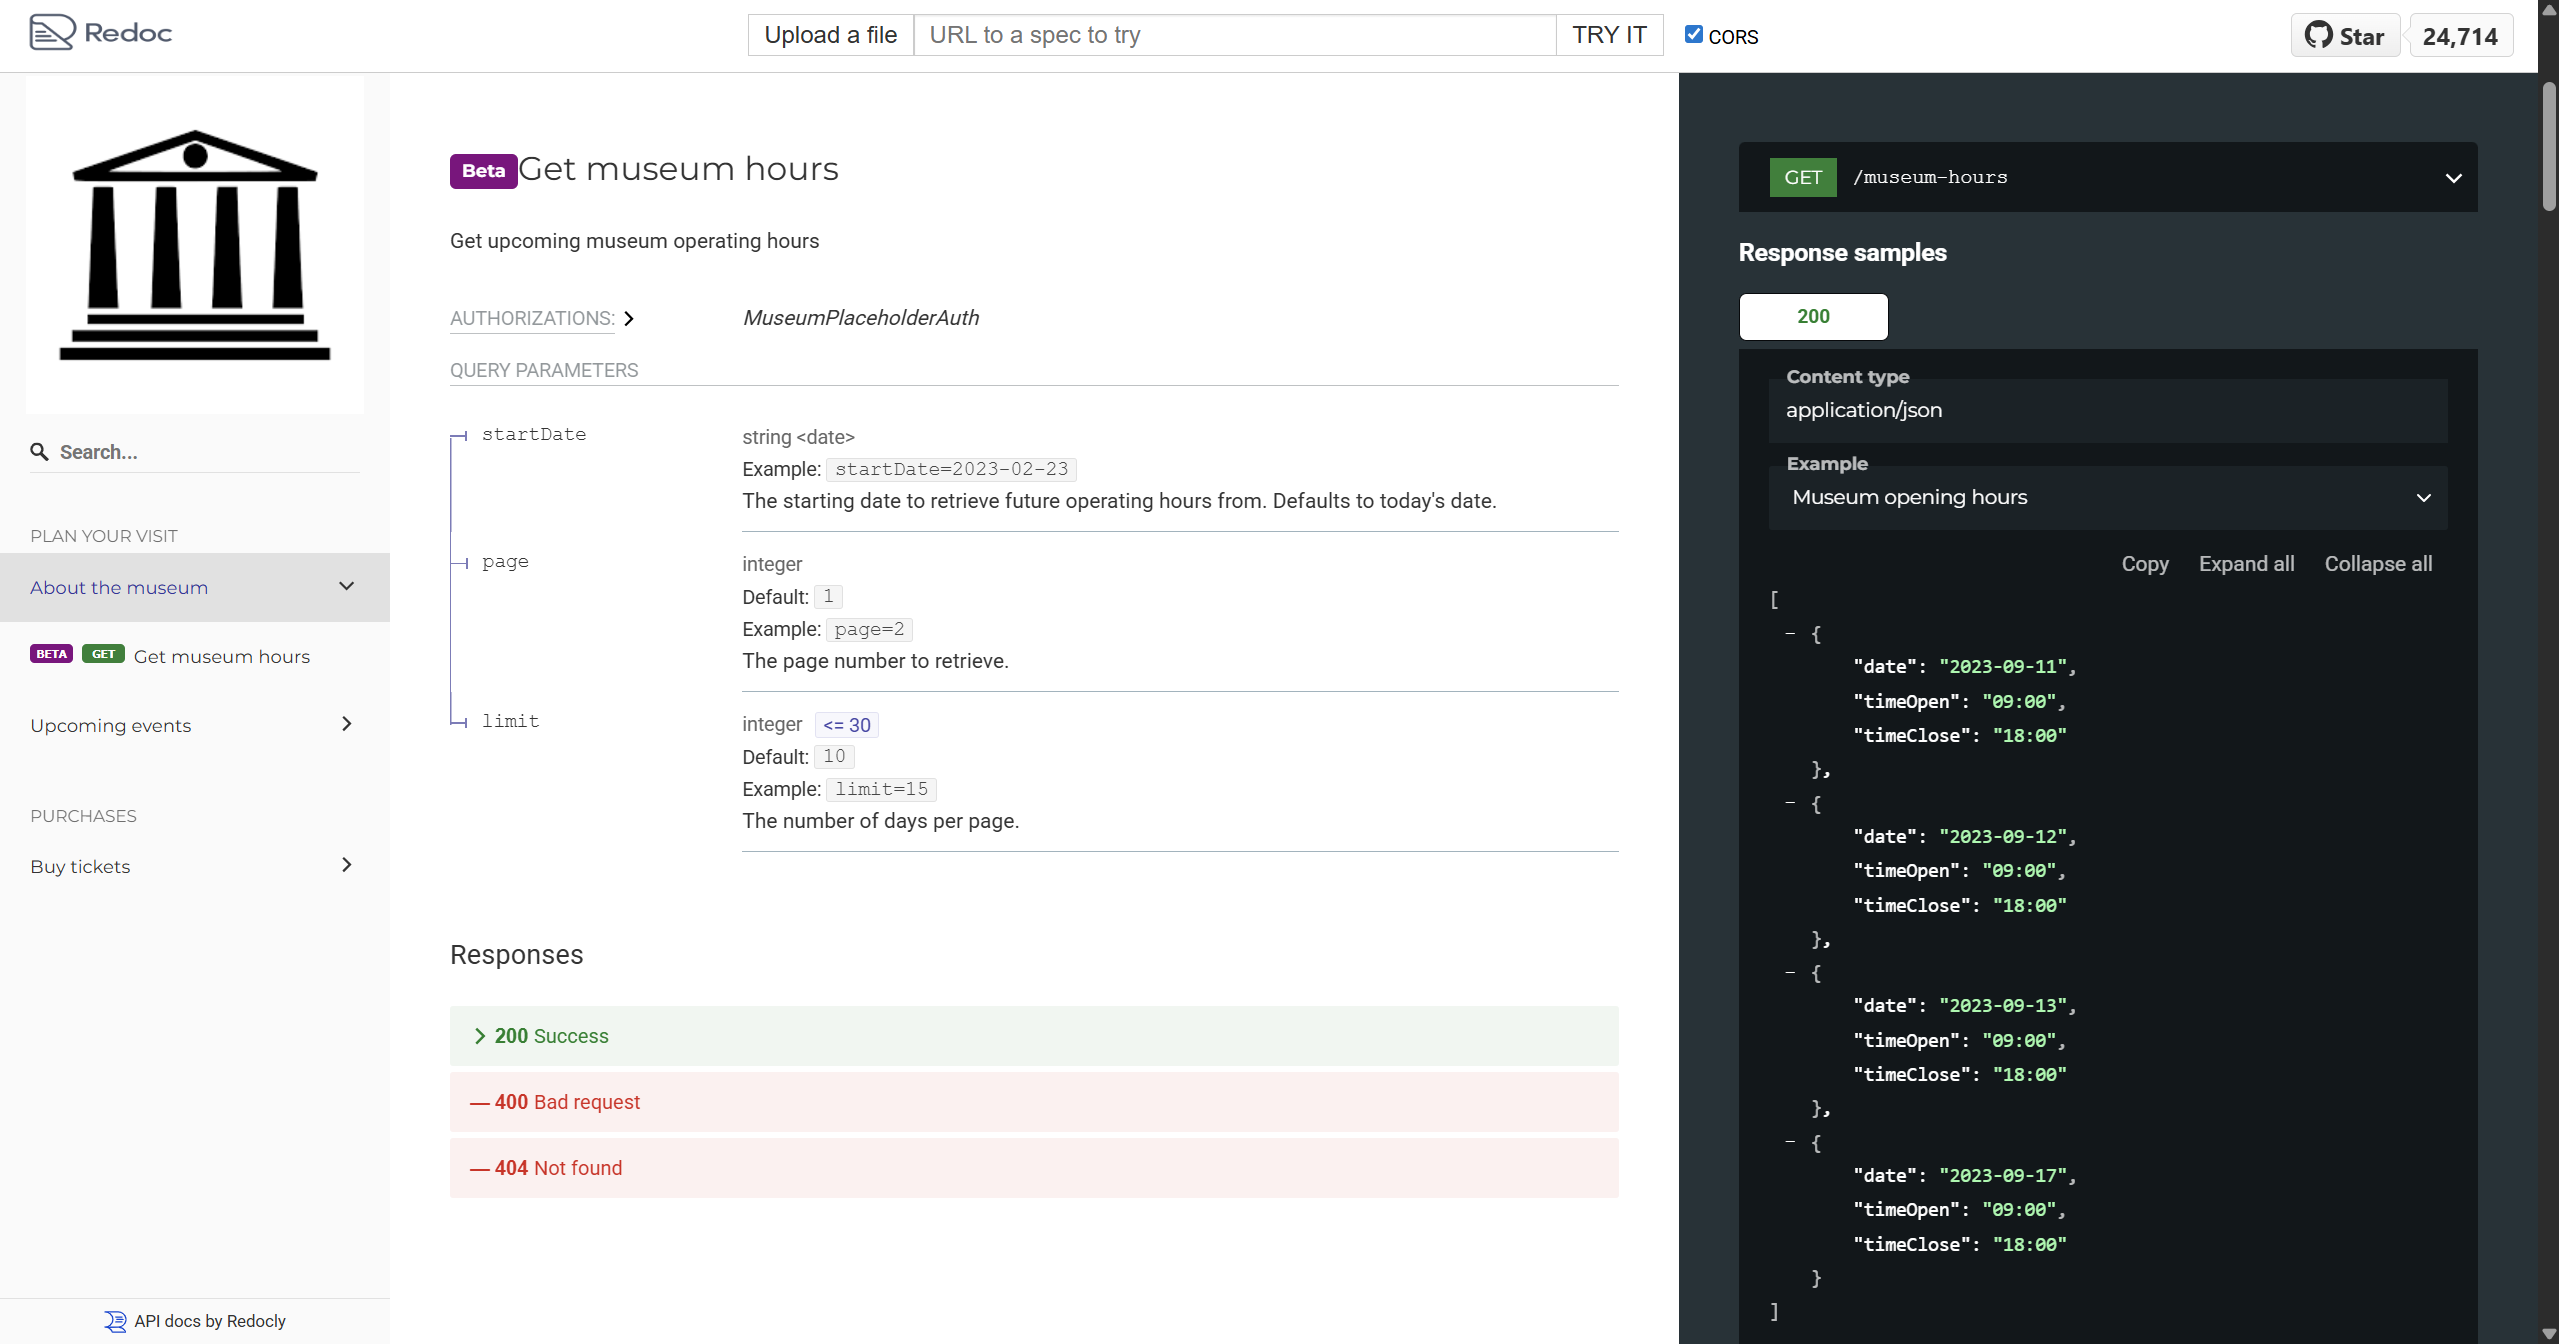 Redoc
Upload a file
URL to a spec to try
TRY IT
CORS
Star
24,714
Search...
PLAN YOUR VISIT
About the museum
BETA GET Get museum hours
Upcoming events
PURCHASES
Buy tickets
API docs by Redocly
Beta Get museum hours
Get upcoming museum operating hours
AUTHORIZATIONS: MuseumPlaceholderAuth
QUERY PARAMETERS
startDate
string <date>
Example: startDate=2023-02-23
The starting date to retrieve future operating hours from. Defaults to today's date.
page
integer
Default: 1
Example: page=2
The page number to retrieve.
limit
integer <= 30
Default: 10
Example: limit=15
The number of days per page.
Responses
200 Success
— 400 Bad request
— 404 Not found
GET /museum-hours
Response samples
200
Content type
application/json
Example
Museum opening hours
Copy Expand all Collapse all
[
- {
"date": "2023-09-11",
"timeOpen": "09:00",
"timeClose": "18:00"
},
- {
"date": "2023-09-12",
"timeOpen": "09:00",
"timeClose": "18:00"
},
- {
"date": "2023-09-13",
"timeOpen": "09:00",
"timeClose": "18:00"
},
- {
"date": "2023-09-17",
"timeOpen": "09:00",
"timeClose": "18:00"
}
]